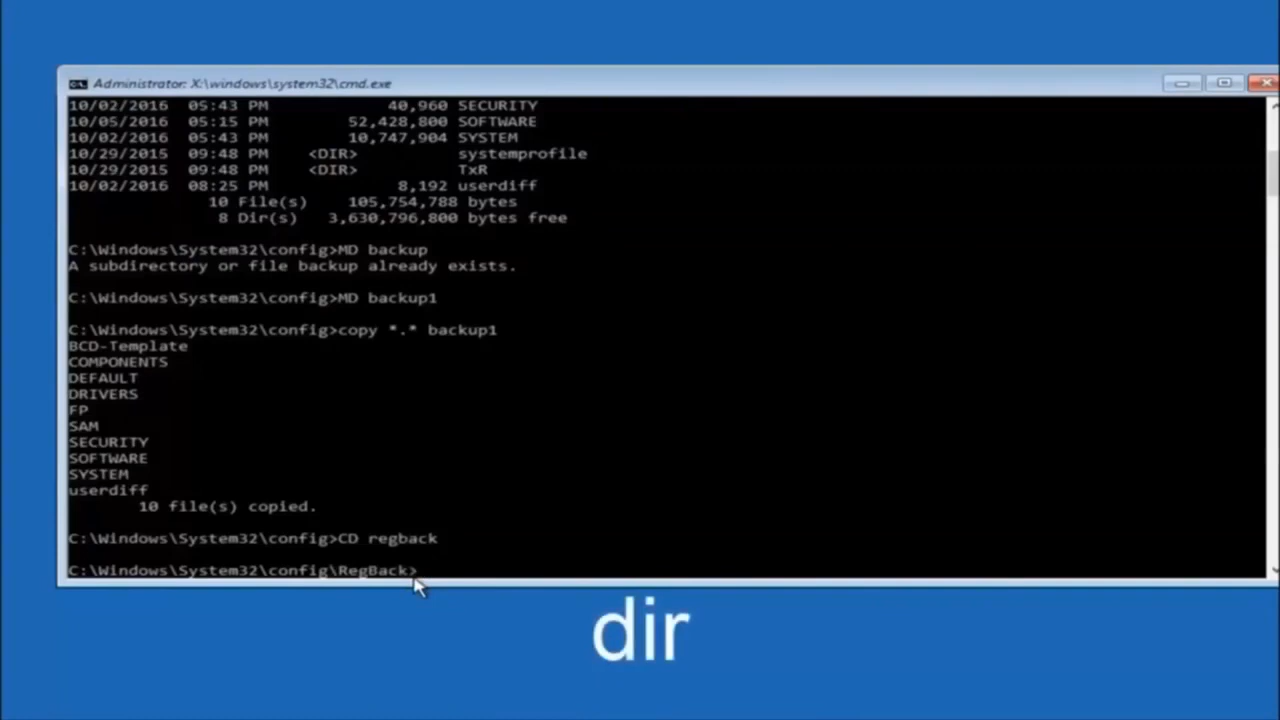 Administrator: X:\windows\system32\cmd.exe
10/02/2016  05:43 PM            40,960 SECURITY
10/05/2016  05:15 PM        52,428,800 SOFTWARE
10/02/2016  05:43 PM        10,747,904 SYSTEM
10/29/2015  09:48 PM    <DIR>          systemprofile
10/29/2015  09:48 PM    <DIR>          TxR
10/02/2016  08:25 PM             8,192 userdiff
10 File(s)    105,754,788 bytes
8 Dir(s)   3,630,796,800 bytes free
C:\Windows\System32\config>MD backup
A subdirectory or file backup already exists.
C:\Windows\System32\config>MD backup1
C:\Windows\System32\config>copy *.* backup1
BCD-Template
COMPONENTS
DEFAULT
DRIVERS
FP
SAM
SECURITY
SOFTWARE
SYSTEM
userdiff
10 file(s) copied.
C:\Windows\System32\config>CD regback
C:\Windows\System32\config\RegBack>
dir